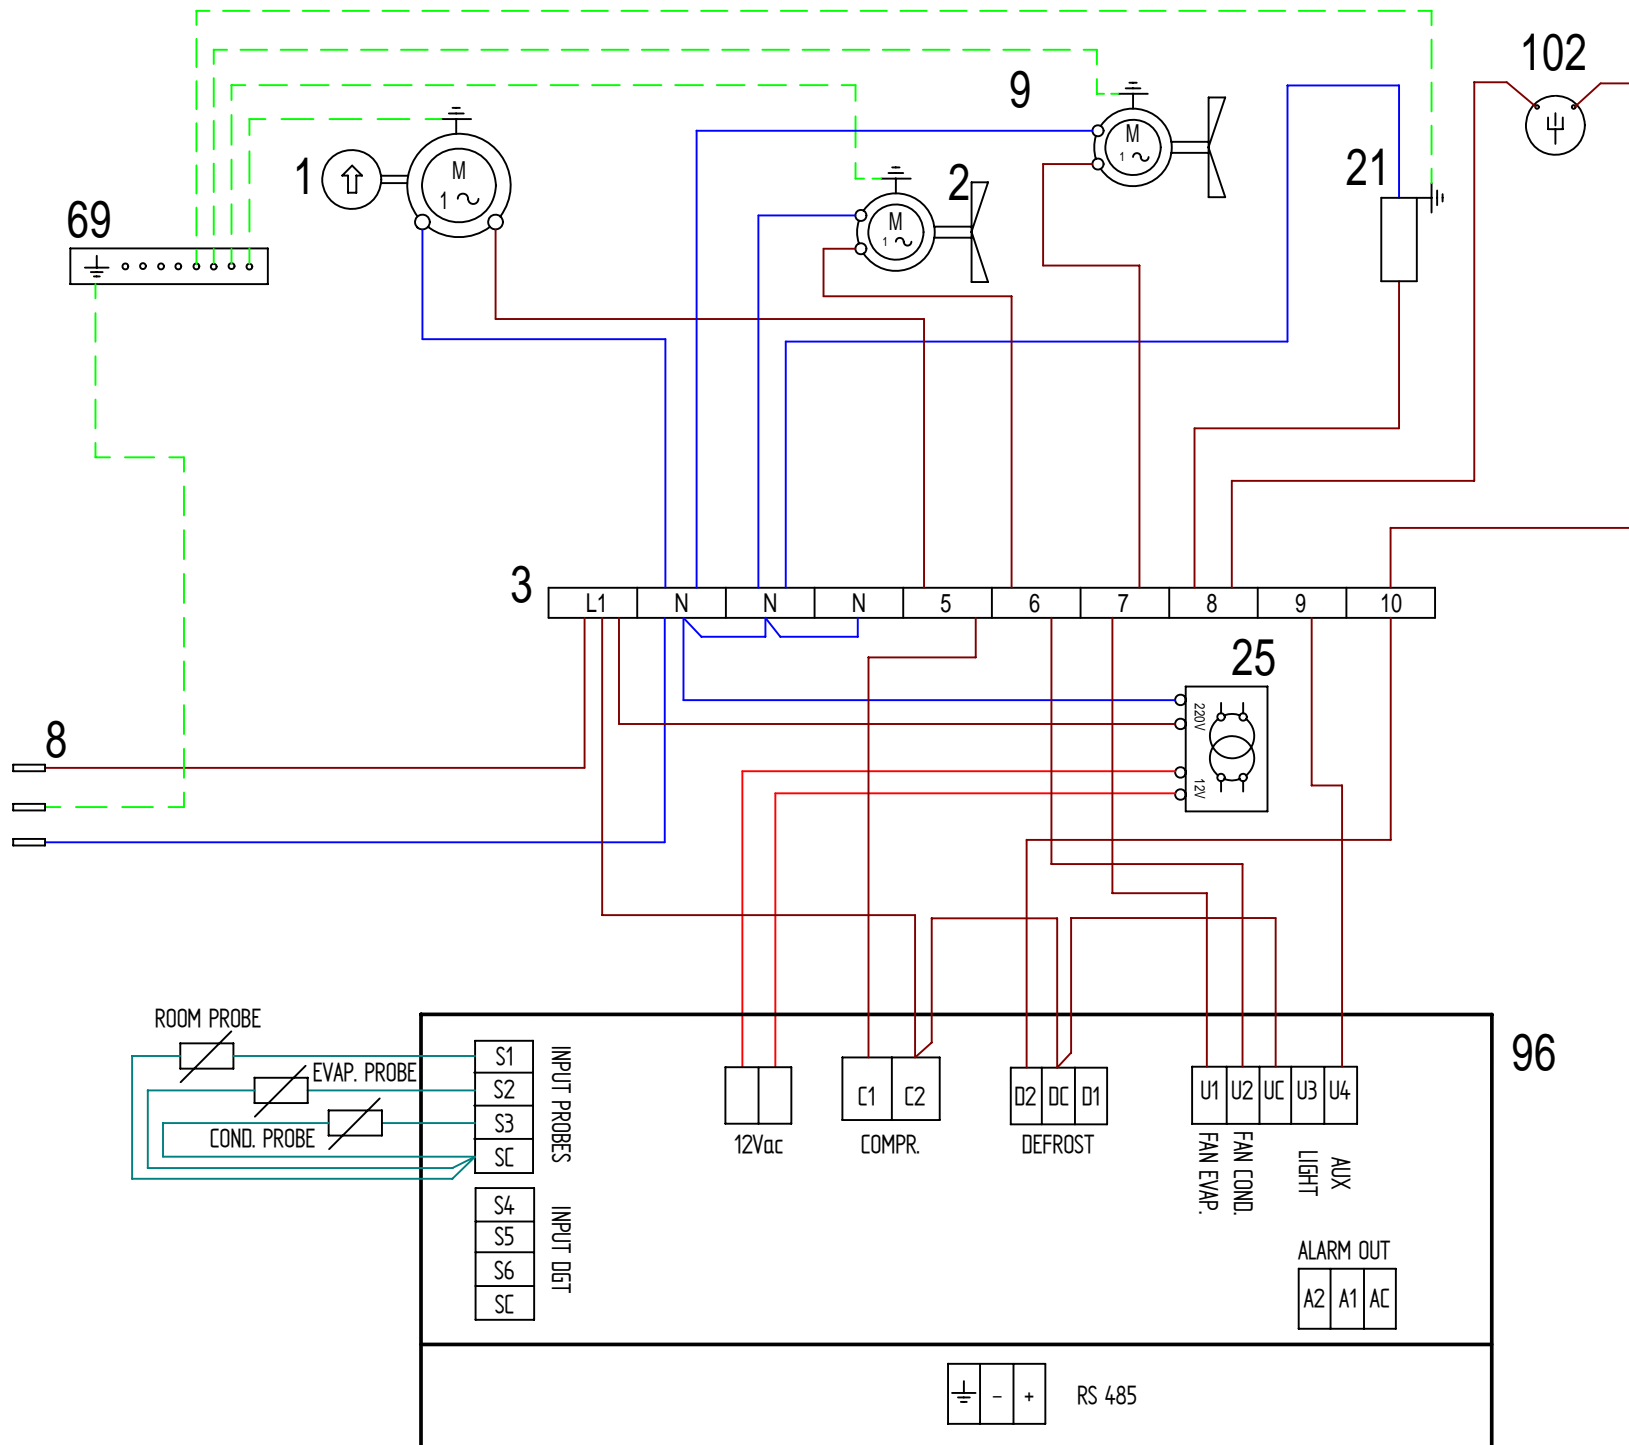 102
9
M
1
21
1
M
1
2
M
1
69
3
L1 N N N 5 6 7 8 9 10
25
220V
12V
8
96
ROOM PROBE
EVAP. PROBE
COND. PROBE
S1
S2
S3
SC
INPUT PROBES
S4
S5
S6
SC
INPUT DGT
12Vac
C1 C2
COMPR.
D2 DC D1
DEFROST
U1 U2 UC U3 U4
FAN EVAP.
FAN COND.
LIGHT
AUX
ALARM OUT
A2 A1 AC
- +
RS 485